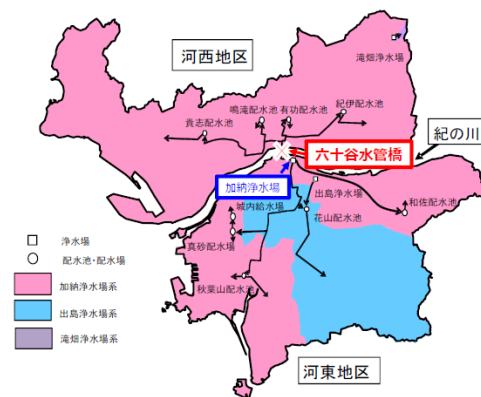 河西地区
滝畑浄水場
鳴滝配水池
有功配水池
紀伊配水池
貴志配水池
紀の川
六十谷水管橋
加納浄水場
出島浄水場
和佐配水池
城内給水場
花山配水池
真砂配水場
秋葉山配水池
浄水場
配水池・配水場
加納浄水場系
出島浄水場系
滝畑浄水場系
河東地区